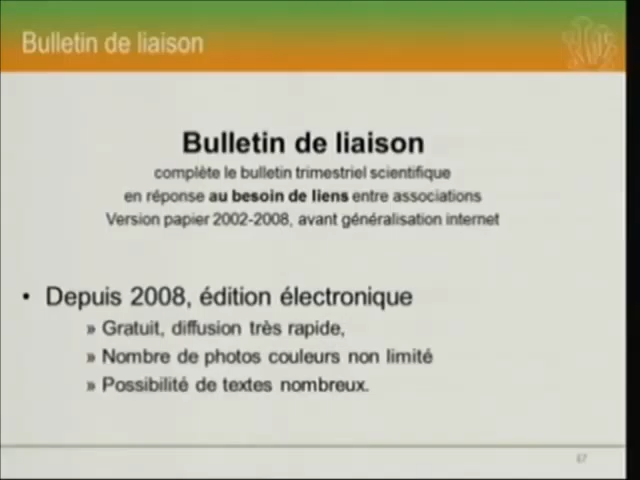 Bulletin de liaison
Bulletin de liaison
complète le bulletin trimestriel scientifique
en réponse au besoin de liens entre associations
Version papier 2002-2008, avant généralisation internet
• Depuis 2008, édition électronique
» Gratuit, diffusion très rapide,
» Nombre de photos couleurs non limité
» Possibilité de textes nombreux.